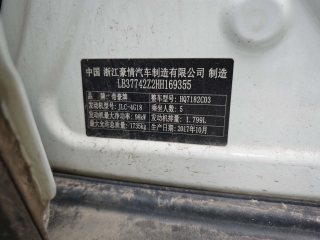 中国 浙江豪情汽车制造有限公司 制造
LB37742Z2HH169355
品 牌：帝豪牌 整车型号：HQ7182C03
发动机型号：JLC-4G18 乘坐人数：5
发动机最大净功率：98kW 发动机排量：1.799L
最大允许总质量：1735kg 生产日期：2017年10月